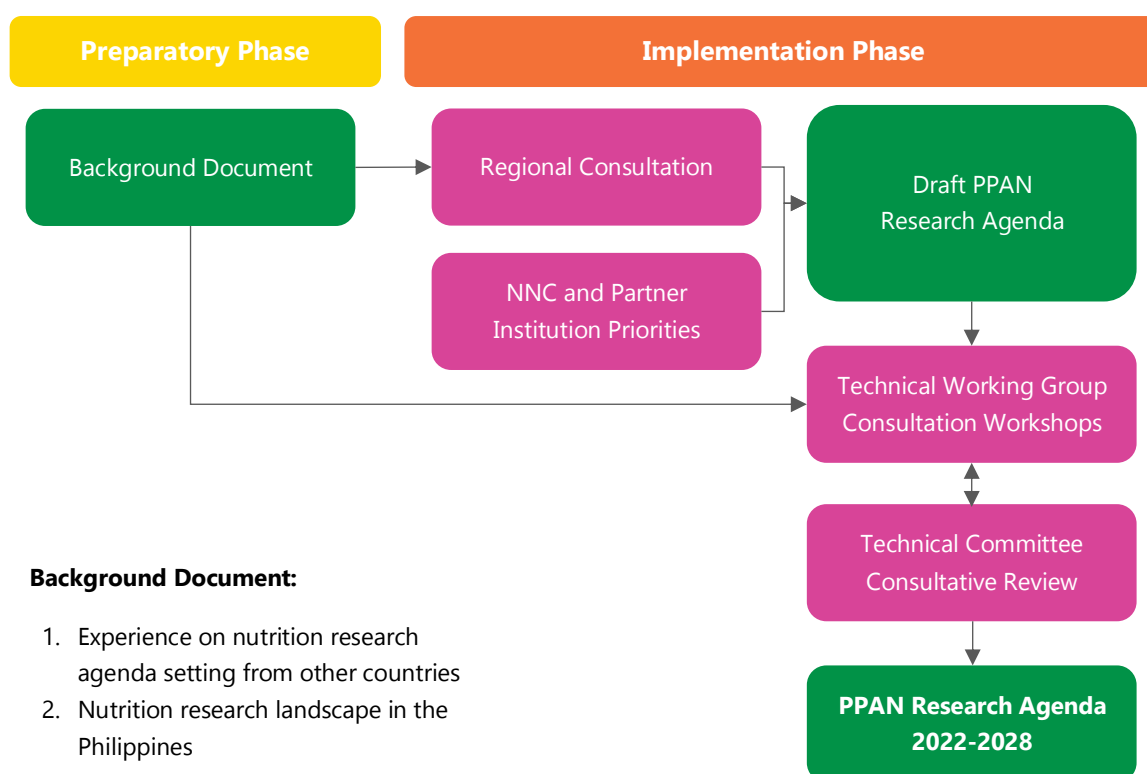 Preparatory Phase
Implementation Phase
Background Document
Regional Consultation
Draft PPAN
Research Agenda
NNC and Partner
Institution Priorities
Technical Working Group
Consultation Workshops
Technical Committee
Consultative Review
PPAN Research Agenda
2022-2028
Background Document:
1. Experience on nutrition research
agenda setting from other countries
2. Nutrition research landscape in the
Philippines